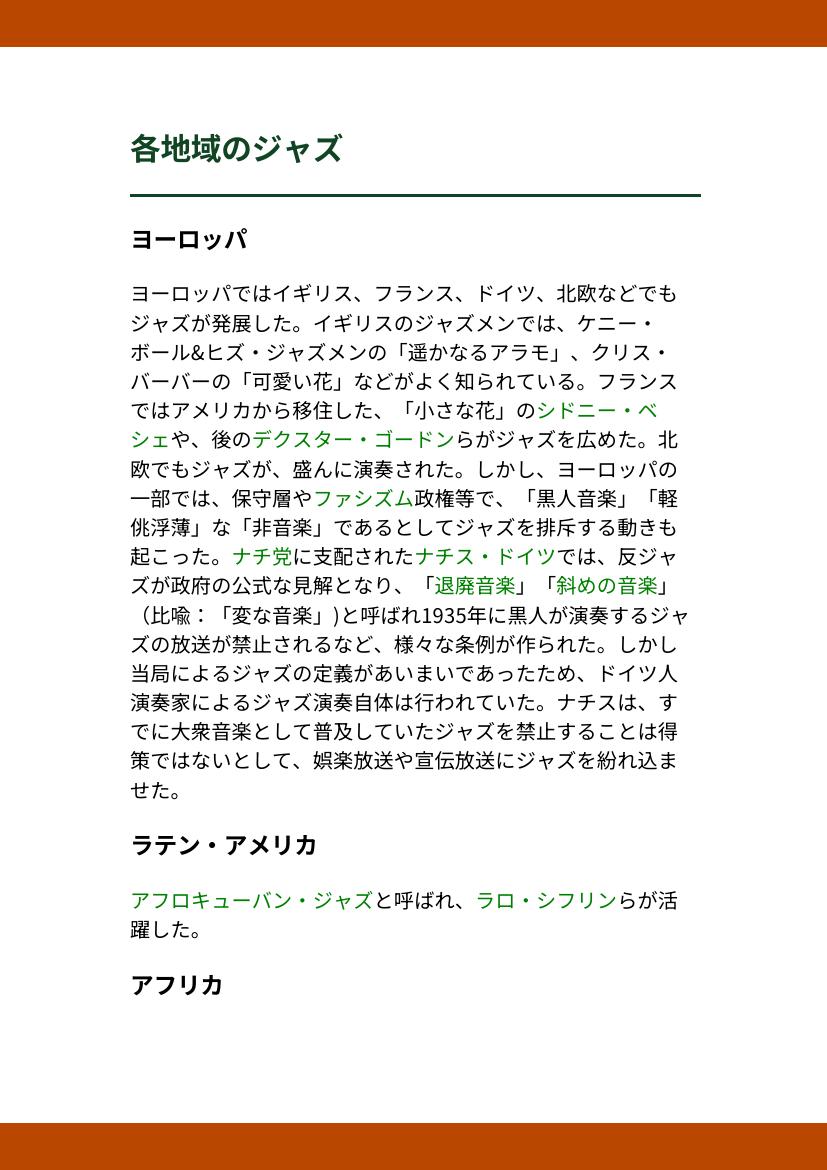 各地域のジャズ
ヨーロッパ
ヨーロッパではイギリス、フランス、ドイツ、北欧などでも
ジャズが発展した。イギリスのジャズメンでは、ケニー・
ボール&ヒズ・ジャズメンの「遥かなるアラモ」、クリス・
バーバーの「可愛い花」などがよく知られている。フランス
ではアメリカから移住した、「小さな花」のシドニー・ベ
シェや、後のデクスター・ゴードンらがジャズを広めた。北
欧でもジャズが、盛んに演奏された。しかし、ヨーロッパの
一部では、保守層やファシズム政権等で、「黒人音楽」「軽
佻浮薄」な「非音楽」であるとしてジャズを排斥する動きも
起こった。ナチ党に支配されたナチス・ドイツでは、反ジャ
ズが政府の公式な見解となり、「退廃音楽」「斜めの音楽」
（比喩：「変な音楽」)と呼ばれ1935年に黒人が演奏するジャ
ズの放送が禁止されるなど、様々な条例が作られた。しかし
当局によるジャズの定義があいまいであったため、ドイツ人
演奏家によるジャズ演奏自体は行われていた。ナチスは、す
でに大衆音楽として普及していたジャズを禁止することは得
策ではないとして、娯楽放送や宣伝放送にジャズを紛れ込ま
せた。
ラテン・アメリカ
アフロキューバン・ジャズと呼ばれ、ラロ・シフリンらが活
躍した。
アフリカ